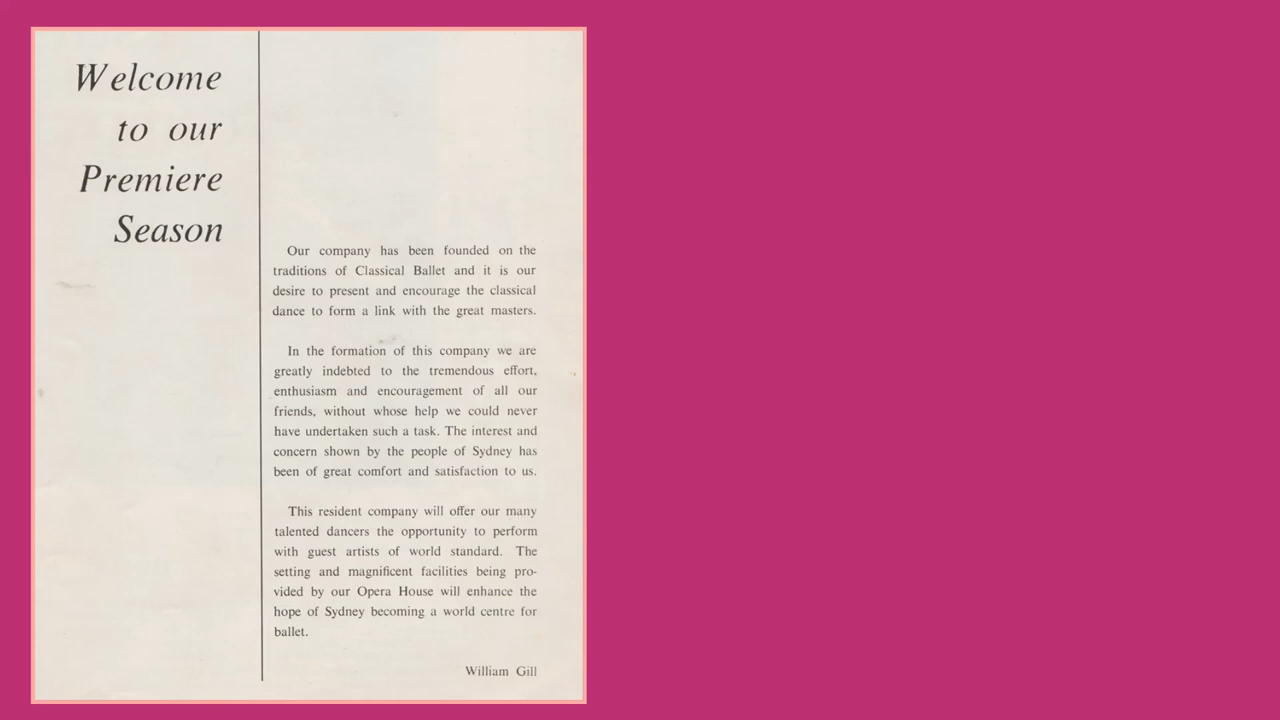 Welcome
to our
Premiere
Season
Our company has been founded on the
traditions of Classical Ballet and it is our
desire to present and encourage the classical
dance to form a link with the great masters.
In the formation of this company we are
greatly indebted to the tremendous effort,
enthusiasm and encouragement of all our
friends, without whose help we could never
have undertaken such a task. The interest and
concern shown by the people of Sydney has
been of great comfort and satisfaction to us.
This resident company will offer our many
talented dancers the opportunity to perform
with guest artists of world standard. The
setting and magnificent facilities being pro-
vided by our Opera House will enhance the
hope of Sydney becoming a world centre for
ballet.
William Gill